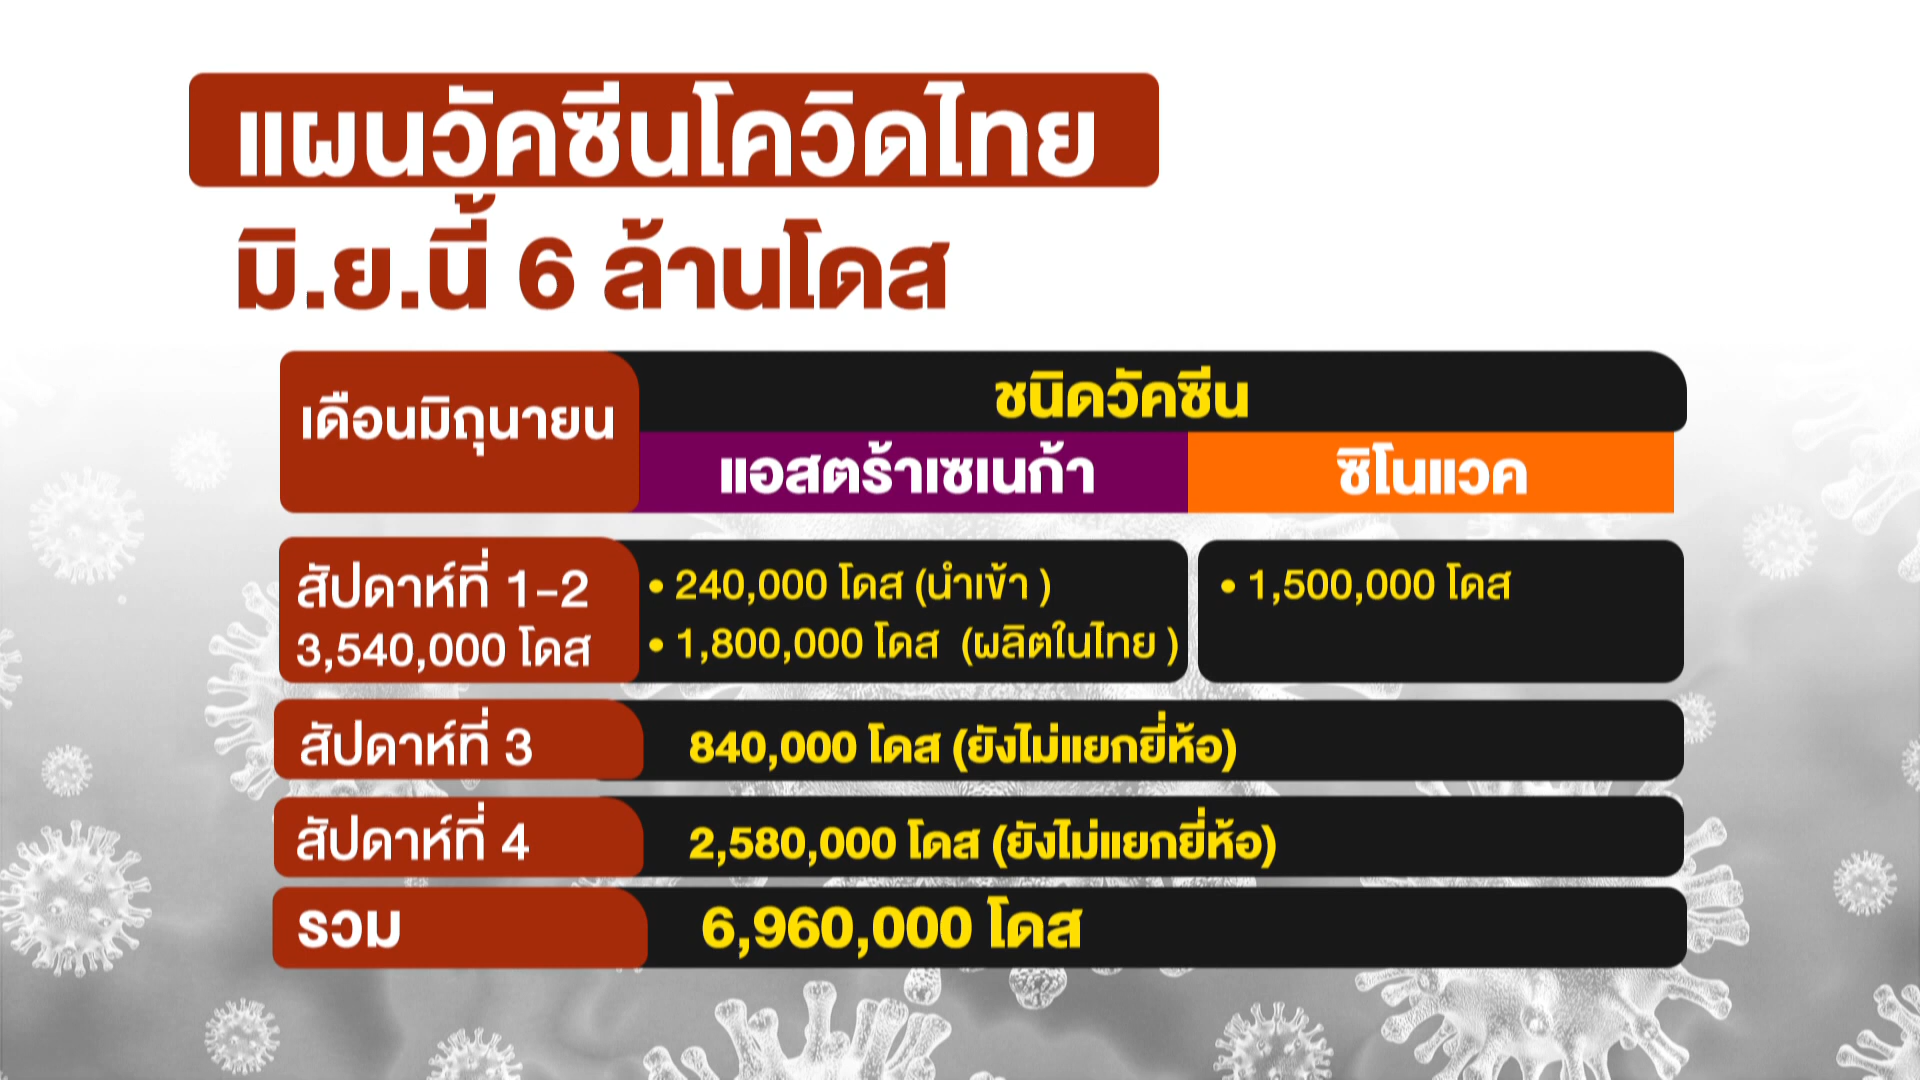 แผนวัคซีนโควิดไทย
มิ.ย.นี้ 6 ล้านโดส
เดือนมิถุนายน
ชนิดวัคซีน
แอสตร้าเซเนก้า
ซิโนแวค
สัปดาห์ที่ 1-2
3,540,000 โดส
• 240,000 โดส (นำเข้า )
• 1,800,000 โดส (ผลิตในไทย )
• 1,500,000 โดส
สัปดาห์ที่ 3
840,000 โดส (ยังไม่แยกยี่ห้อ)
สัปดาห์ที่ 4
2,580,000 โดส (ยังไม่แยกยี่ห้อ)
รวม
6,960,000 โดส